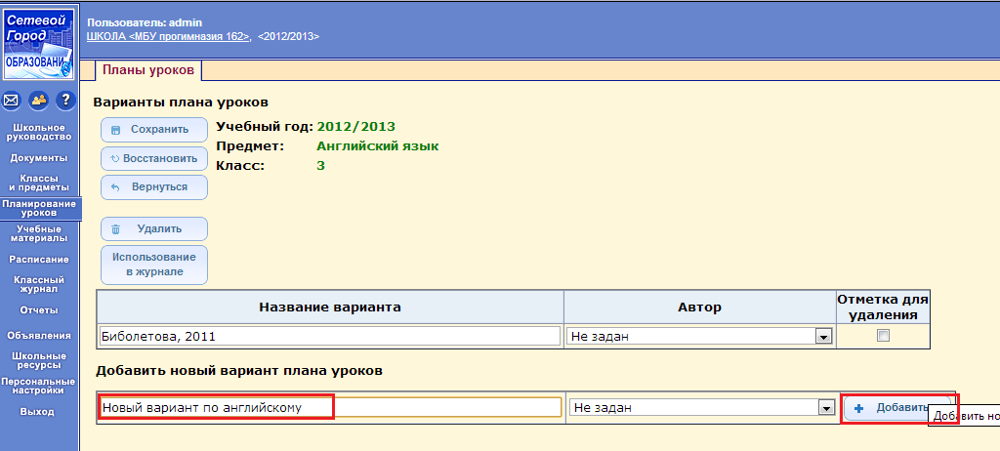 Сетевой
Город
ОБРАЗОВАНИ
Пользователь: admin
ШКОЛА <МБУ прогимназия 162>, <2012/2013>
Планы уроков
?
Школьное
руководство
Документы
Классы
и предметы
Планирование
уроков
Учебные
материалы
Расписание
Классный
журнал
Отчеты
Объявления
Школьные
ресурсы
Персональные
настройки
Выход
Варианты плана уроков
Сохранить
Восстановить
Вернуться
Удалить
Использование
в журнале
Учебный год: 2012/2013
Предмет: Английский язык
Класс: 3
Название варианта Автор Отметка для
удаления
Биболетова, 2011 Не задан
Добавить новый вариант плана уроков
Новый вариант по английскому Не задан Добавить
Добавить но